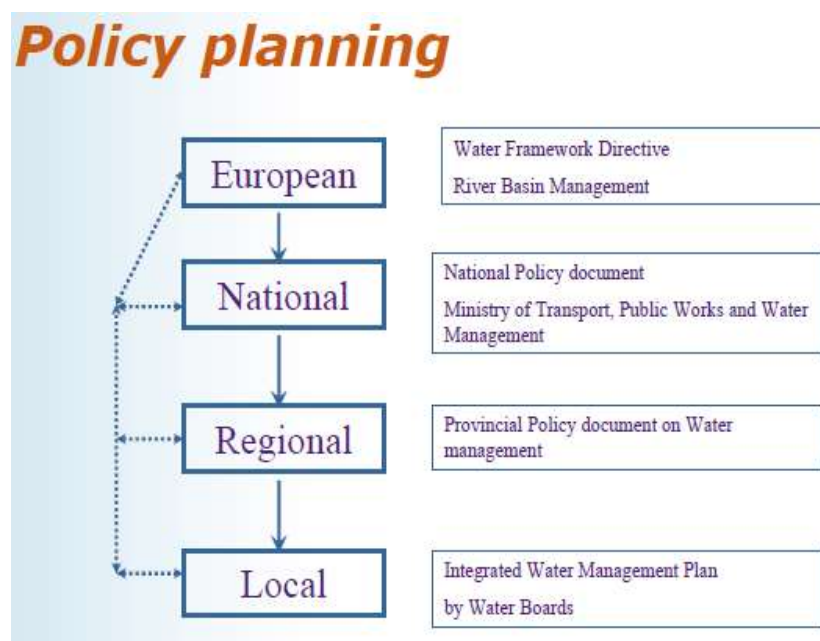 Policy planning
European
Water Framework Directive
River Basin Management
National
National Policy document
Ministry of Transport, Public Works and Water
Management
Regional
Provincial Policy document on Water
management
Local
Integrated Water Management Plan
by Water Boards